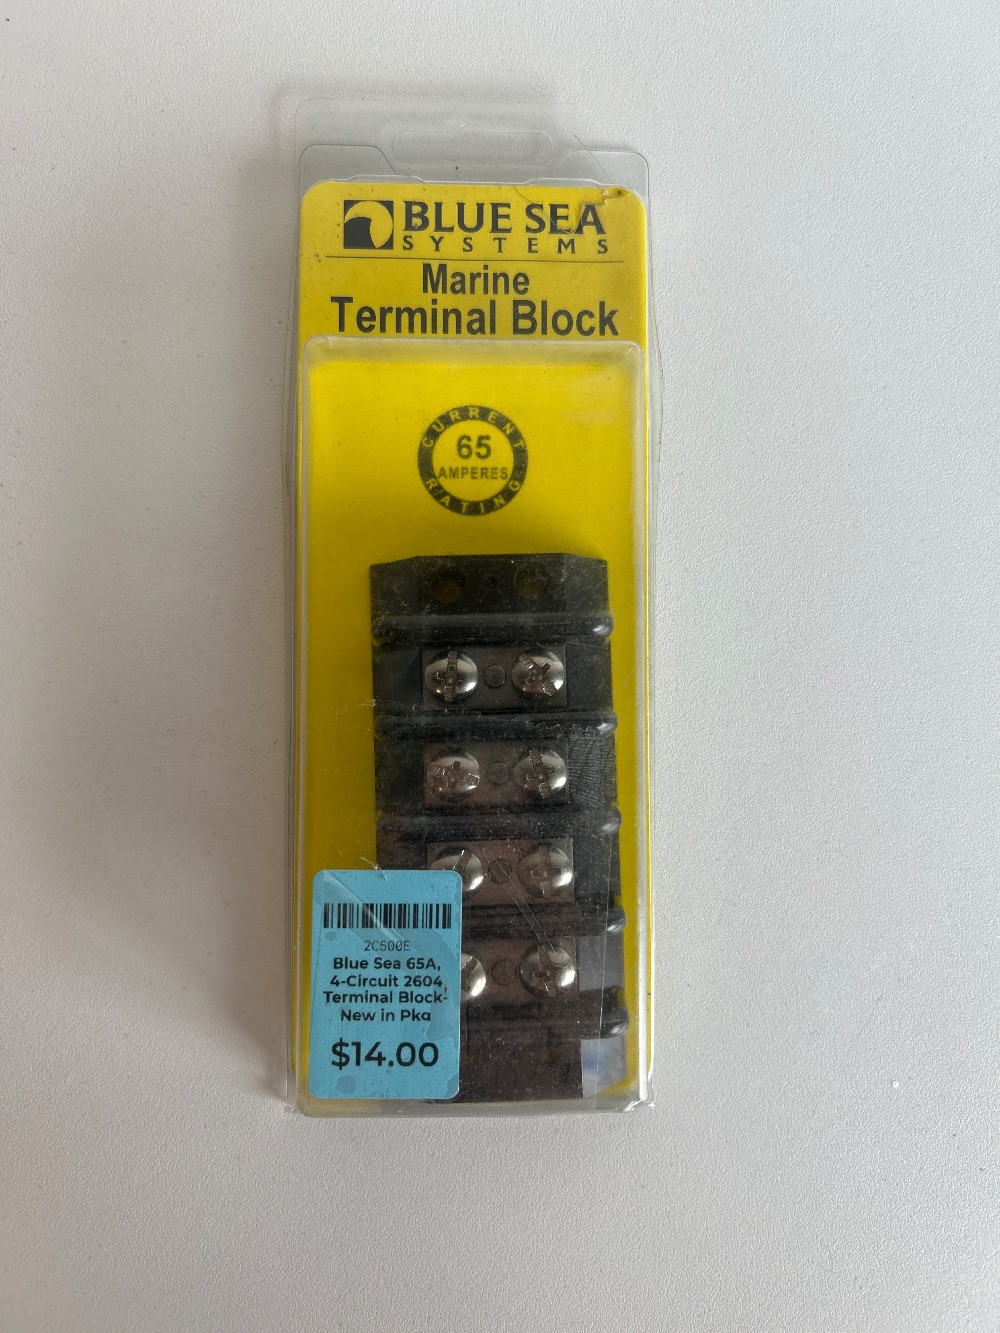 BLUE SEA
SYSTEMS
Marine
Terminal Block
CURRENT
65
AMPERES
RATING
2C500E
Blue Sea 65A,
4-Circuit 2604
Terminal Block-
New in Pkg
$14.00